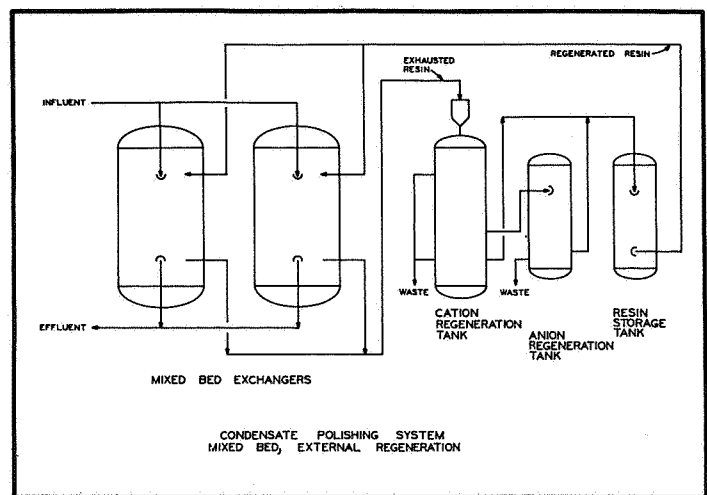 REGENERATED RESIN
EXHAUSTED
RESIN
INFLUENT
WASTE
WASTE
EFFLUENT
CATION
REGENERATION
TANK
ANION
REGENERATION
TANK
RESIN
STORAGE
TANK
MIXED BED EXCHANGERS
CONDENSATE POLISHING SYSTEM
MIXED BED, EXTERNAL REGENERATION